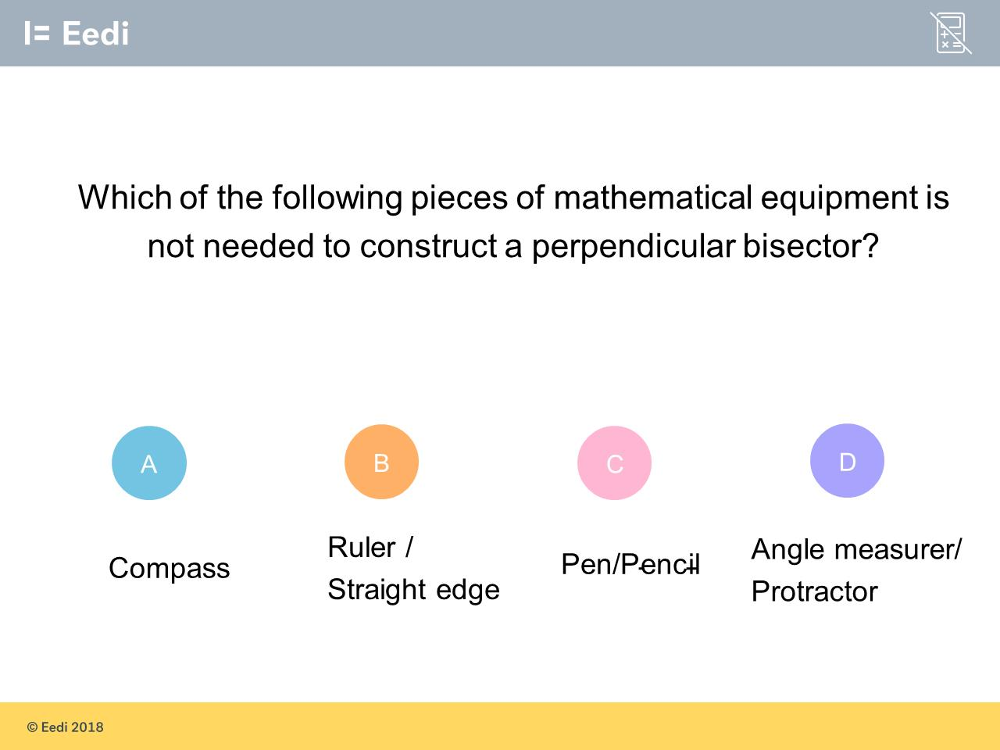 Eedi
Which of the following pieces of mathematical equipment is
not needed to construct a perpendicular bisector?
A
B
C
D
Compass
Ruler /
Straight edge
Pen/Pencil
Angle measurer/
Protractor
© Eedi 2018